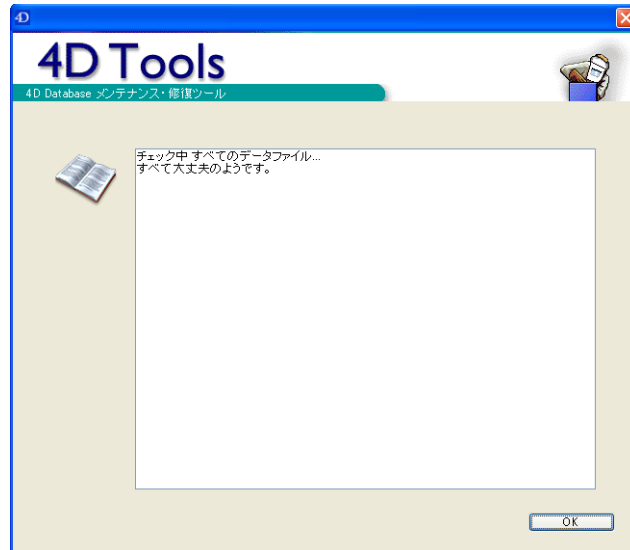 4D
4D Tools
4D Database メンテナンス・修復ツール
チェック中 すべてのデータファイル...
すべて大丈夫のようです。
OK